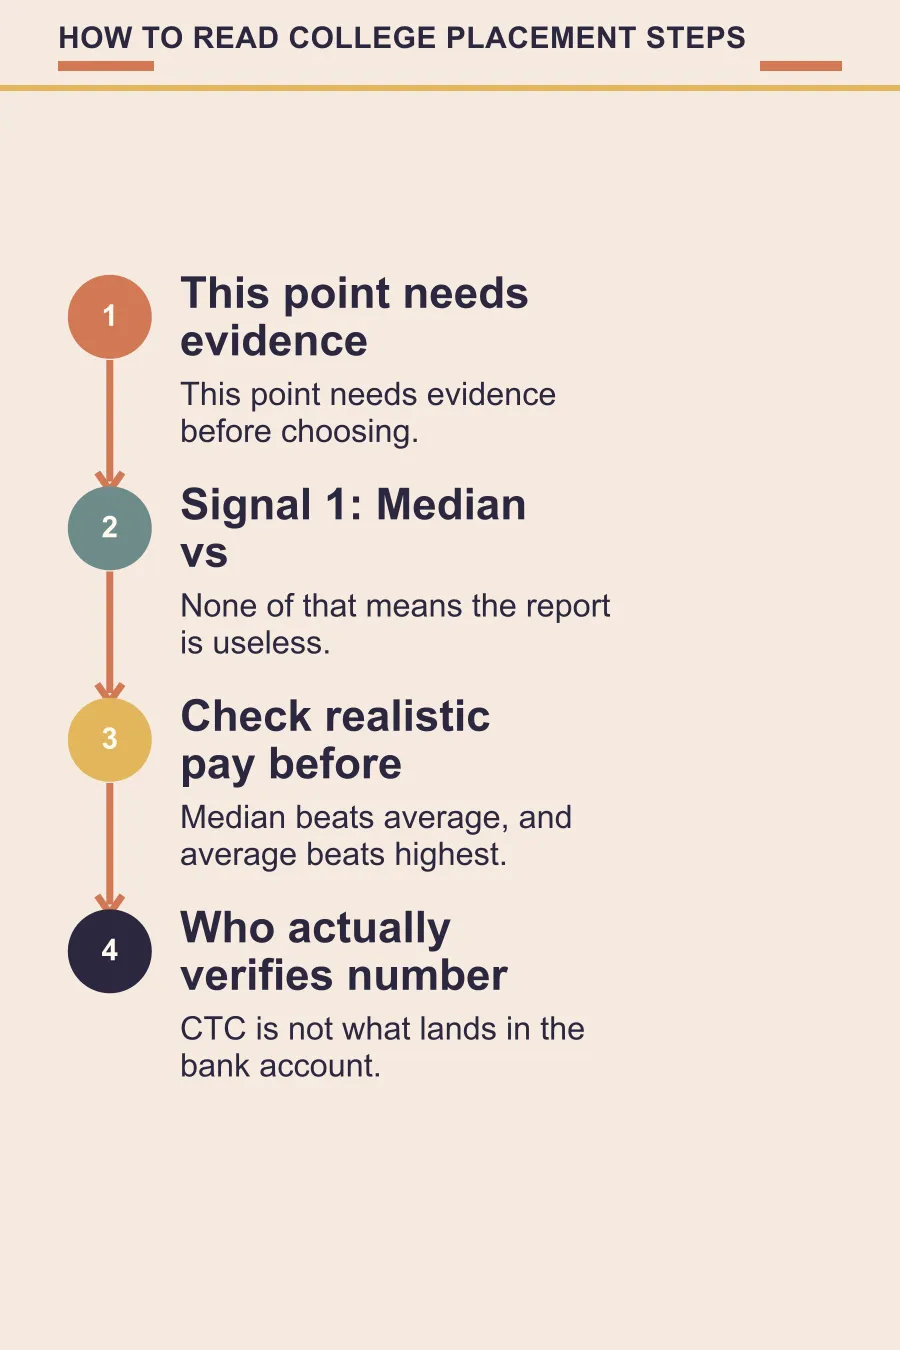 HOW TO READ COLLEGE PLACEMENT STEPS
1
This point needs
evidence
This point needs evidence
before choosing.
2
Signal 1: Median
vs
None of that means the report
is useless.
3
Check realistic
pay before
Median beats average, and
average beats highest.
4
Who actually
verifies number
CTC is not what lands in the
bank account.